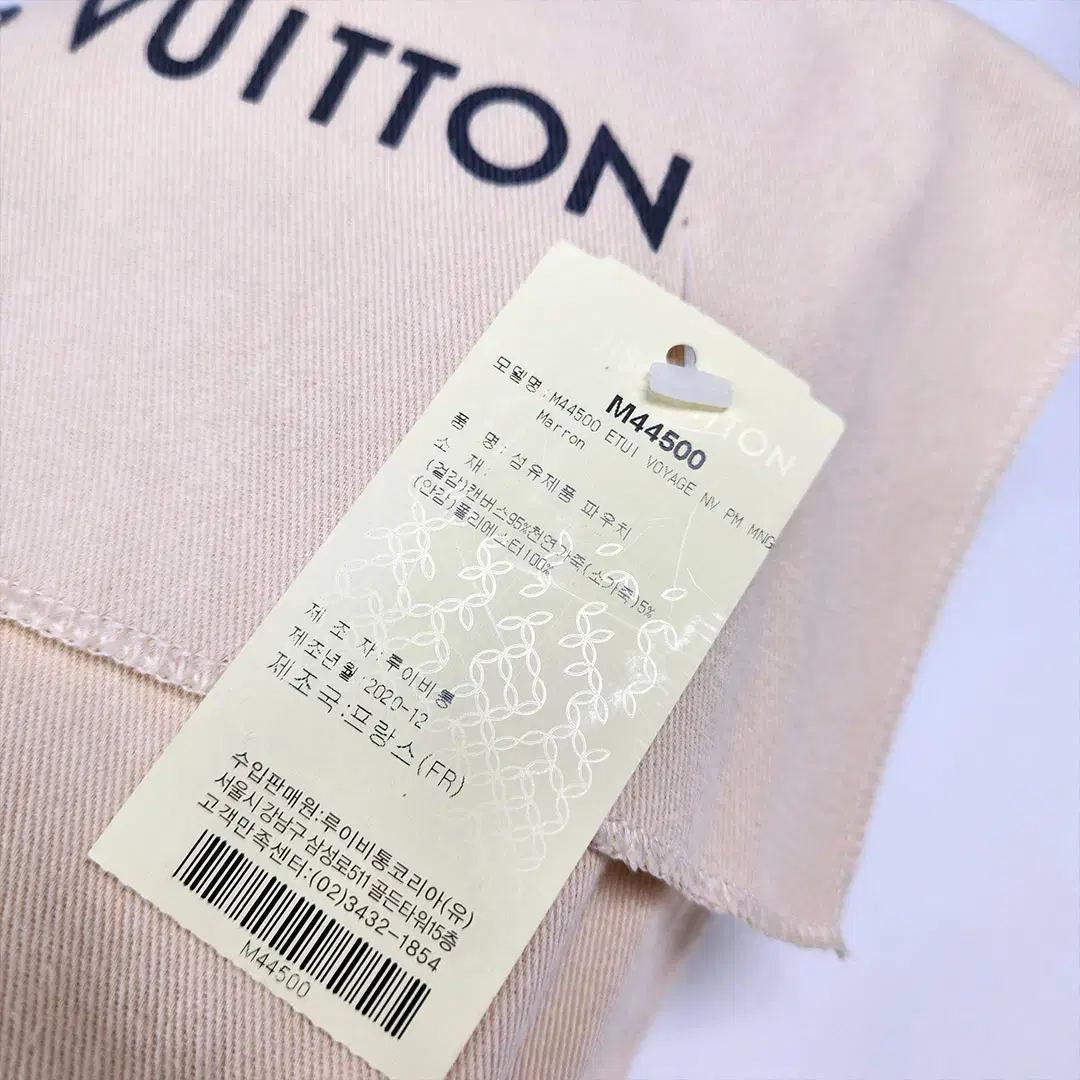 VUITTON
M44500
모델명:M44500 ETUI VOYAGE NV PM MNG
Marron
품 명:섬유제품 파우치
소 재:
(겉감)캔버스95%천연가죽(소가죽)5%
(안감)폴리에스터100%
제 조 자:루이비통
제조년월:2020-12
제조국:프랑스(FR)
수입판매원:루이비통코리아(유)
서울시강남구삼성로511골든타워15층
고객만족센터:(02)3432-1854
M44500